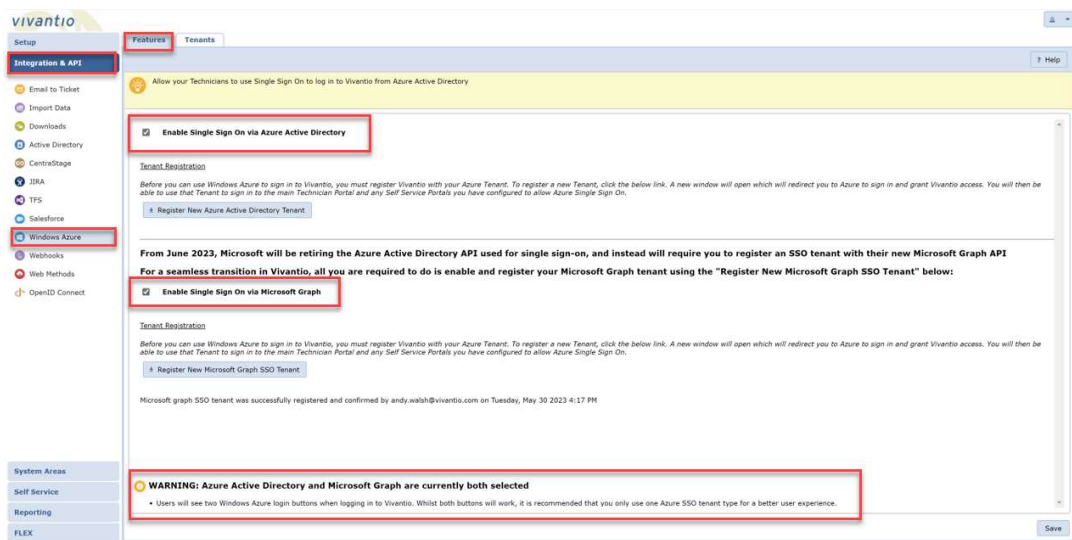 vivantio
Setup
Integration & API
Email to Ticket
Import Data
Downloads
Active Directory
CentraStage
JIRA
TFS
Salesforce
Windows Azure
Webhooks
Web Methods
OpenID Connect
System Areas
Self Service
Reporting
FLEX
Features Tenants
? Help
Allow your Technicians to use Single Sign On to log in to Vivantio from Azure Active Directory
Enable Single Sign On via Azure Active Directory
Tenant Registration
Before you can use Windows Azure to sign in to Vivantio, you must register Vivantio with your Azure Tenant. To register a new Tenant, click the below link. A new window will open which will redirect you to Azure to sign in and grant Vivantio access. You will then be
able to use that Tenant to sign in to the main Technician Portal and any Self Service Portals you have configured to allow Azure Single Sign On.
Register New Azure Active Directory Tenant
From June 2023, Microsoft will be retiring the Azure Active Directory API used for single sign-on, and instead will require you to register an SSO tenant with their new Microsoft Graph API
For a seamless transition in Vivantio, all you are required to do is enable and register your Microsoft Graph tenant using the "Register New Microsoft Graph SSO Tenant" below:
Enable Single Sign On via Microsoft Graph
Tenant Registration
Before you can use Windows Azure to sign in to Vivantio, you must register Vivantio with your Azure Tenant. To register a new Tenant, click the below link. A new window will open which will redirect you to Azure to sign in and grant Vivantio access. You will then be
able to use that Tenant to sign in to the main Technician Portal and any Self Service Portals you have configured to allow Azure Single Sign On.
Register New Microsoft Graph SSO Tenant
Microsoft graph SSO tenant was successfully registered and confirmed by andy.walsh@vivantio.com on Tuesday, May 30 2023 4:17 PM
WARNING: Azure Active Directory and Microsoft Graph are currently both selected
• Users will see two Windows Azure login buttons when logging in to Vivantio. Whilst both buttons will work, it is recommended that you only use one Azure SSO tenant type for a better user experience.
Save